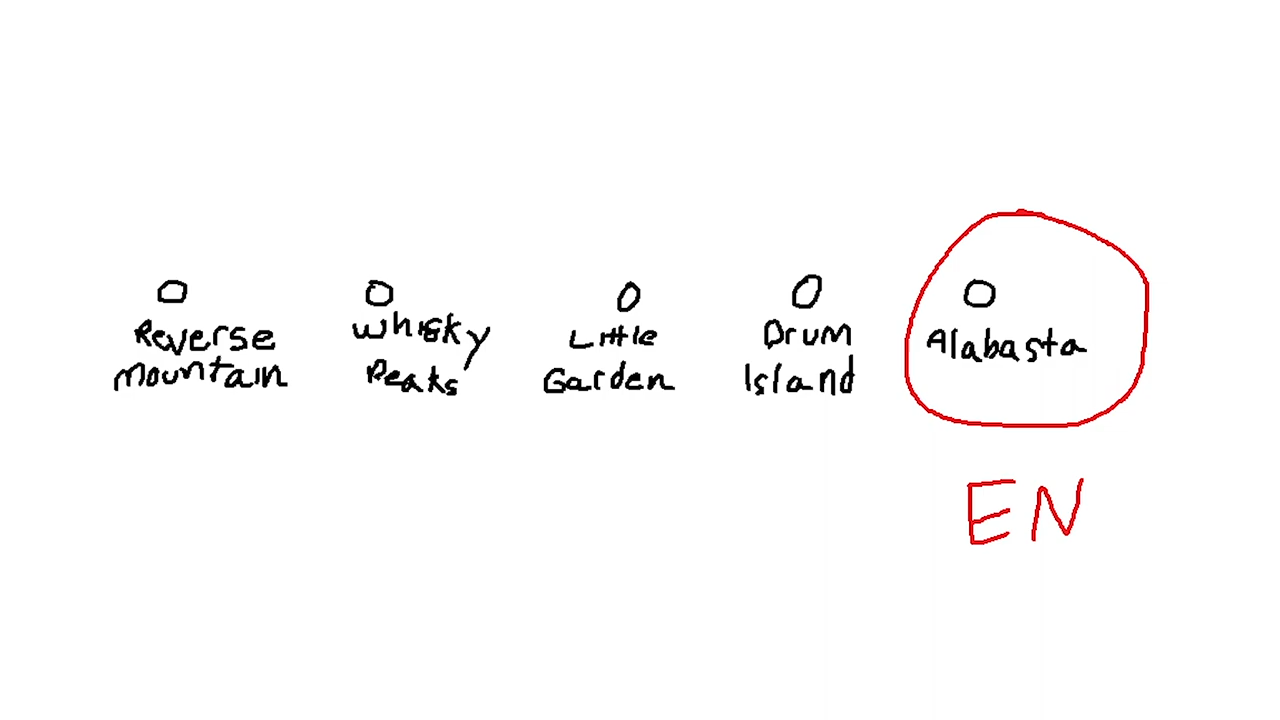 Reverse
Mountain
Whisky
Peaks
Little
Garden
Drum
Island
Alabasta
EN